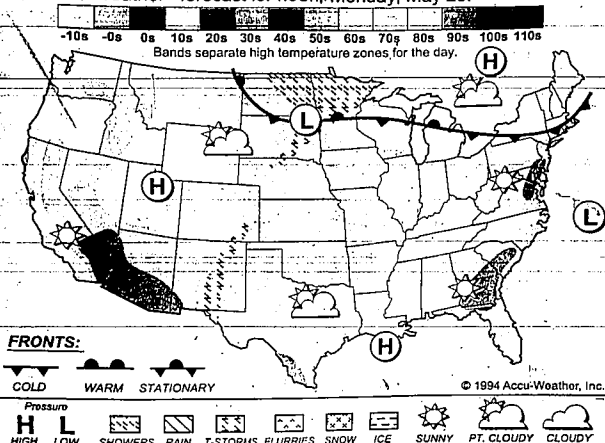 forecast for noon, Monday, May
-10s -0s 0s 10s 20s 30s 40s 50s 60s 70s 80s 90s 100s 110s
Bands separate high temperature zones for the day.
H
L
H
L
H
FRONTS:
COLD WARM STATIONARY
© 1994 Accu-Weather, Inc.
Pressure
H L
HIGH LOW SHOWERS RAIN T-STORMS FLURRIES SNOW ICE SUNNY PT. CLOUDY CLOUDY